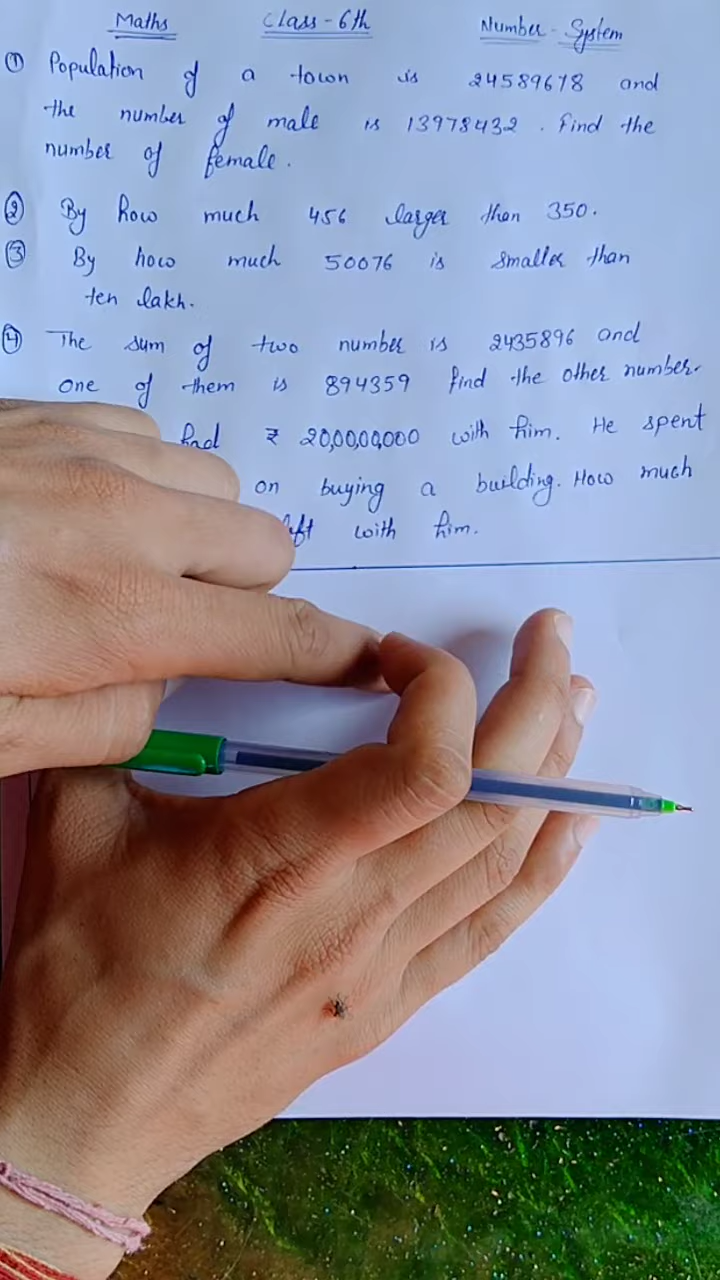 Maths Class-6th Number-System
① Population of a town is 24589678 and
the number of male is 13978432. Find the
number of female.
② By how much 456 larger than 350.
③ By how much 50076 is smaller than
ten lakh.
④ The sum of two number is 2435896 and
one of them is 894359 find the other number.
had ₹ 20,00,00,000 with him. He spent
on buying a building. How much
left with him.